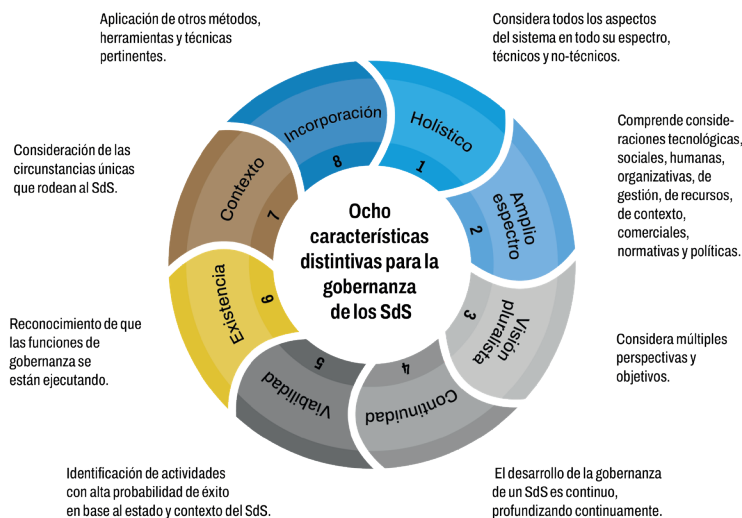 Aplicación de otros métodos,
herramientas y técnicas
pertinentes.
Considera todos los aspectos
del sistema en todo su espectro,
técnicos y no-técnicos.
Comprende conside-
raciones tecnológicas,
sociales, humanas,
organizativas, de
gestión, de recursos,
de contexto,
comerciales,
normativas y políticas.
Considera múltiples
perspectivas y
objetivos.
El desarrollo de la gobernanza
de un SdS es continuo,
profundizando continuamente.
Identificación de actividades
con alta probabilidad de éxito
en base al estado y contexto del SdS.
Reconocimiento de que
las funciones de
gobernanza se
están ejecutando.
Consideración de las
circunstancias únicas
que rodean al SdS.
Ocho
características
distintivas para la
gobernanza
de los SdS
Holístico
1
Amplio
espectro
2
Visión
pluralista
3
Continuidad
4
Viabilidad
5
Existencia
6
Contexto
7
Incorporación
8